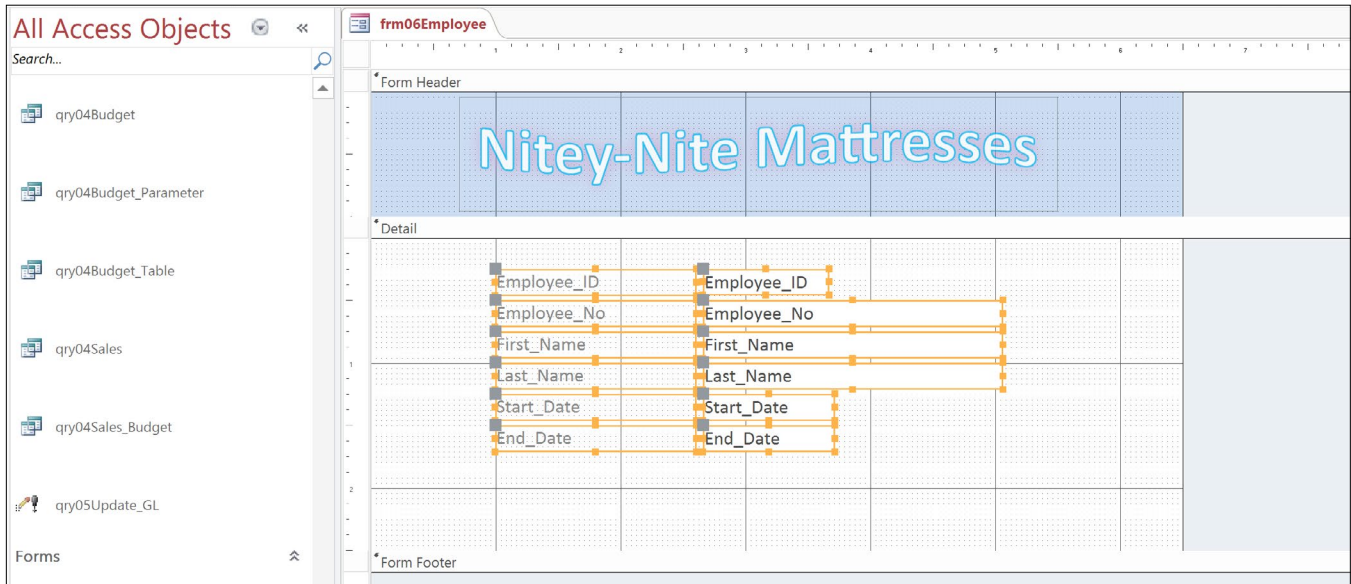 All Access Objects
Search...
qry04Budget
qry04Budget_Parameter
qry04Budget_Table
qry04Sales
qry04Sales_Budget
qry05Update_GL
Forms
frm06Employee
1 2 3 4 5 6 7
Form Header
Nitey-Nite Mattresses
Detail
Employee_ID Employee_ID
Employee_No Employee_No
First_Name First_Name
1
Last_Name Last_Name
Start_Date Start_Date
End_Date End_Date
2
Form Footer